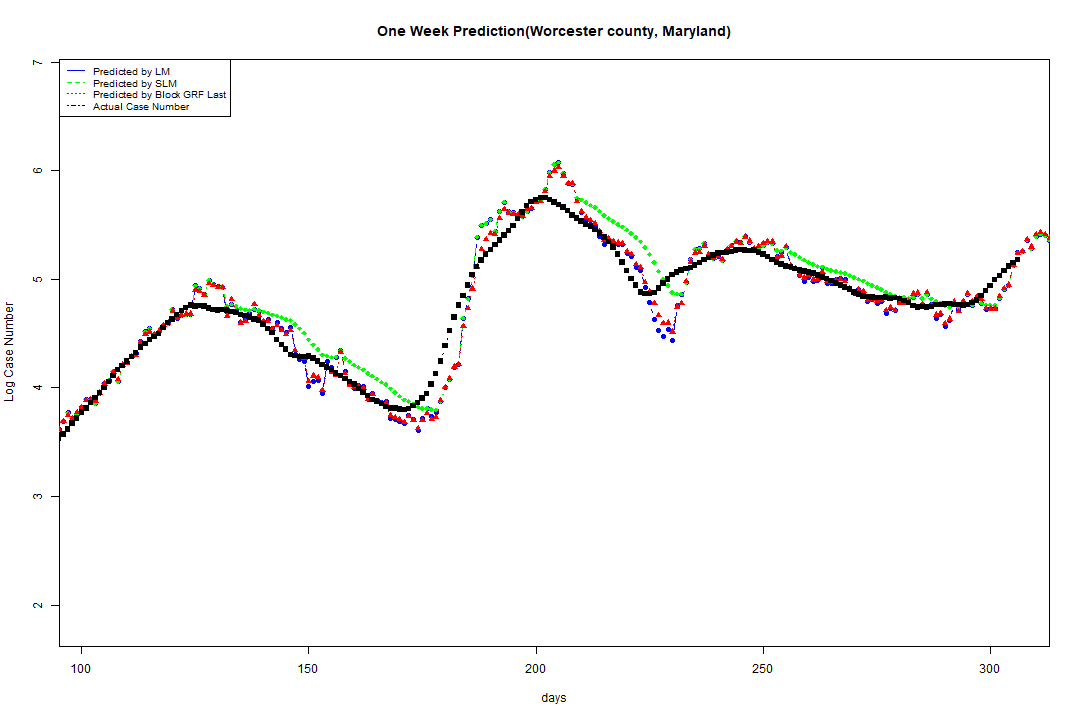 One Week Prediction(Worcester county, Maryland)
Predicted by LM
Predicted by SLM
Predicted by Block GRF Last
Actual Case Number
7
6
5
4
3
2
Log Case Number
100 150 200 250 300
days